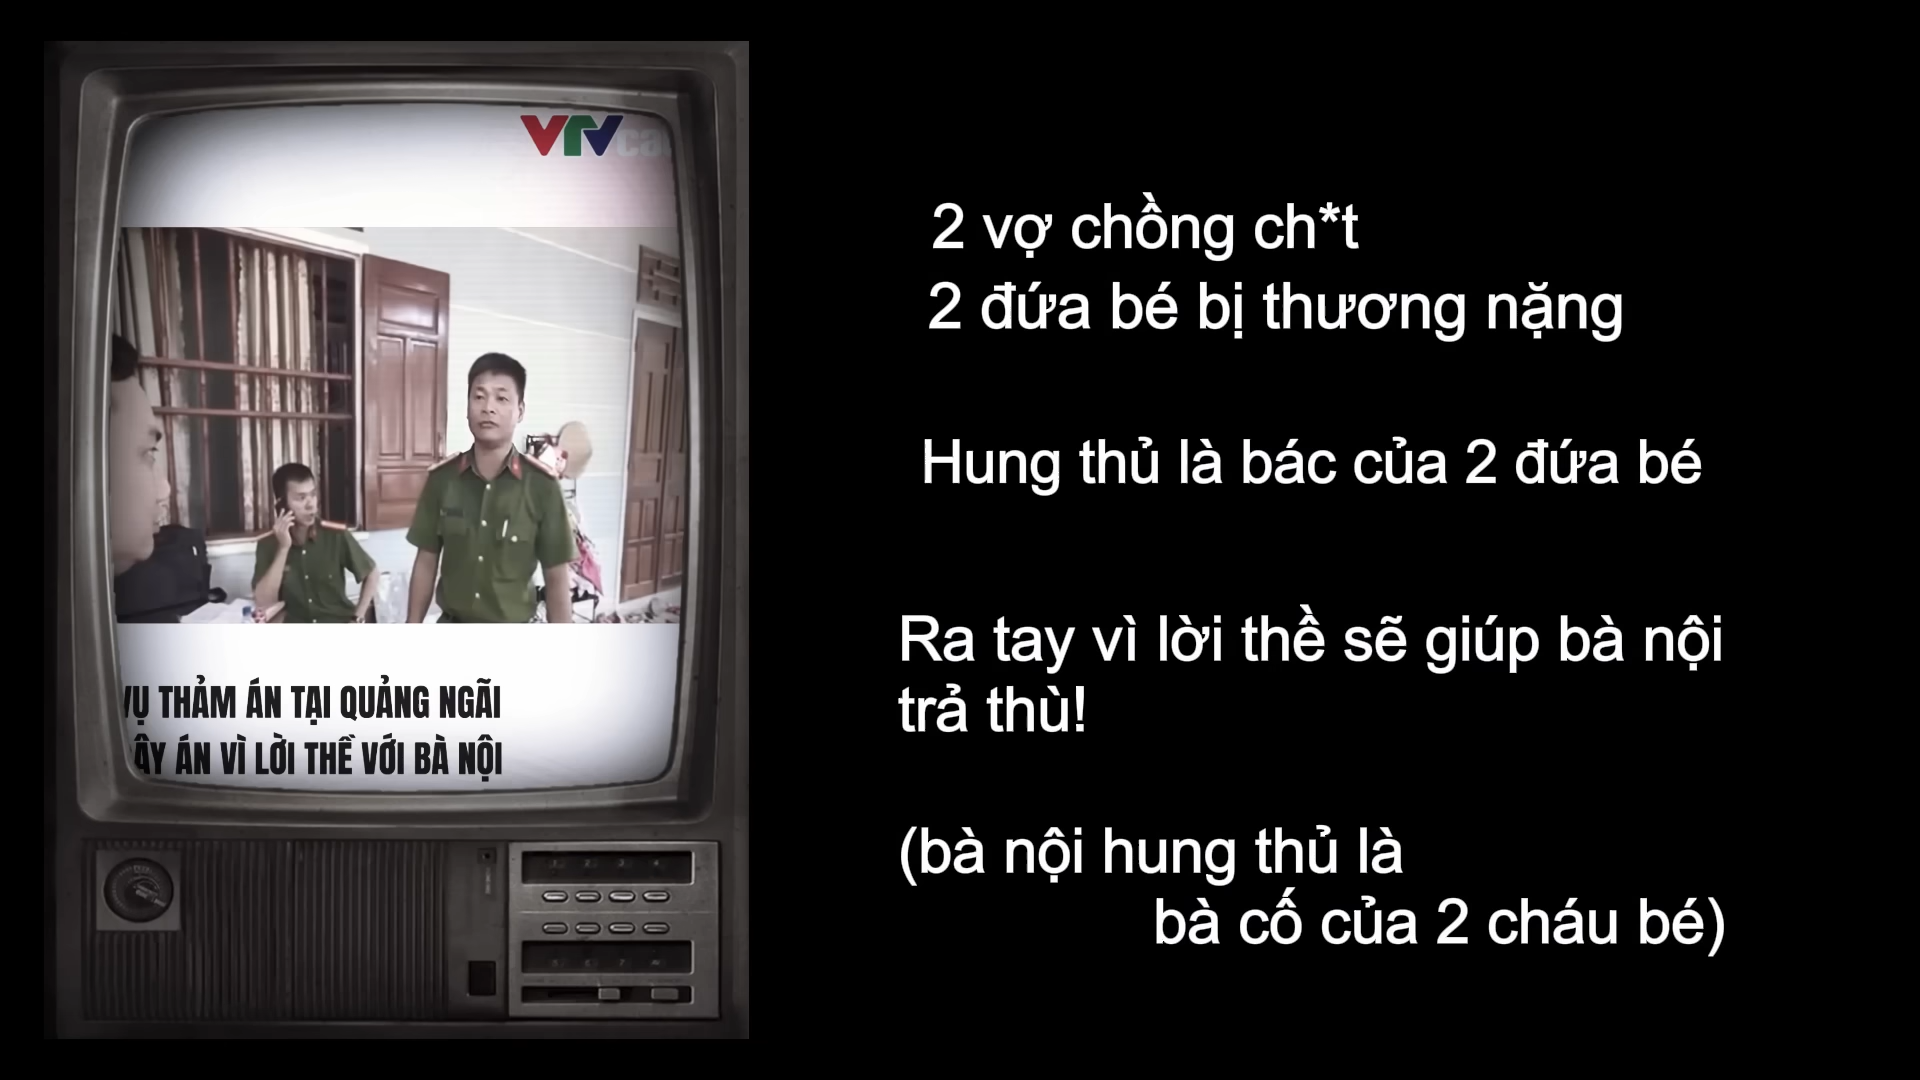 VTVcab
VỤ THẢM ÁN TẠI QUẢNG NGÃI
ÂY ÁN VÌ LỜI THỀ VỚI BÀ NỘI
2 vợ chồng ch*t
2 đứa bé bị thương nặng
Hung thủ là bác của 2 đứa bé
Ra tay vì lời thề sẽ giúp bà nội
trả thù!
(bà nội hung thủ là
bà cố của 2 cháu bé)